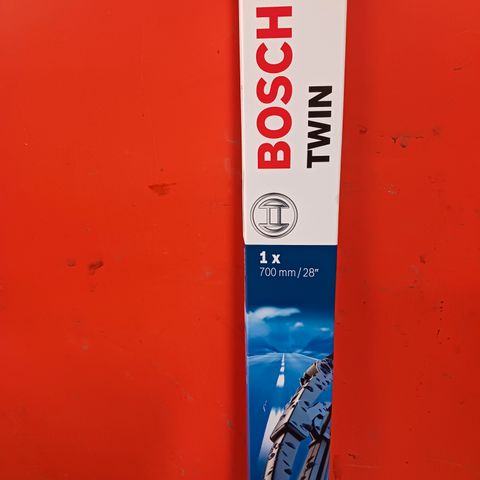 BOSCH
TWIN
1 x
700 mm/28"